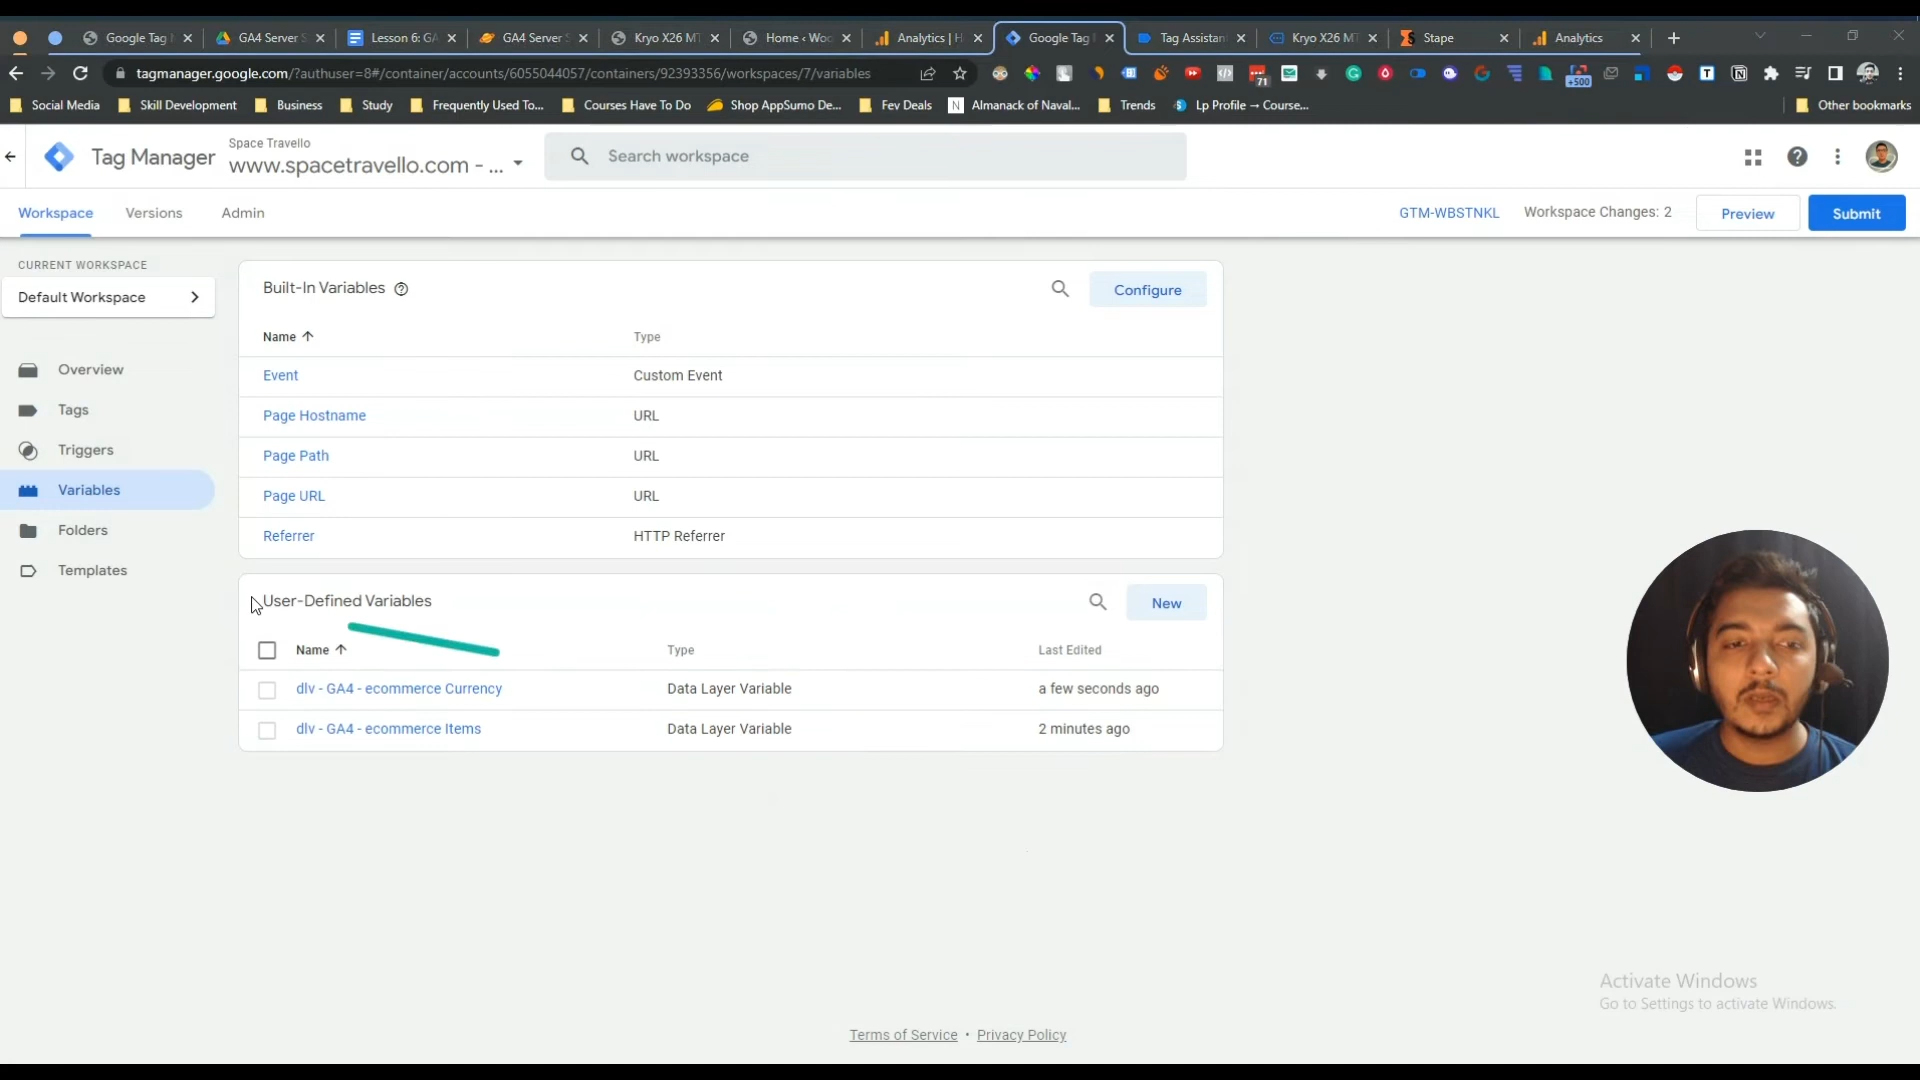 Google Tag
GA4 Server S
Lesson 6: GA
GA4 Server S
Kryo X26 MT
Home ‹ Woo
Analytics | H
Google Tag
Tag Assistan
Kryo X26 MT
Stape
Analytics
tagmanager.google.com/?authuser=8#/container/accounts/6055044057/containers/92393356/workspaces/7/variables
71
+500
Social Media
Skill Development
Business
Study
Frequently Used To...
Courses Have To Do
Shop AppSumo De...
Fev Deals
Almanack of Naval...
Trends
Lp Profile → Course...
Other bookmarks
Tag Manager
Space Travello
www.spacetravello.com - ...
Search workspace
Workspace
Versions
Admin
GTM-WBSTNKL
Workspace Changes: 2
Preview
Submit
CURRENT WORKSPACE
Default Workspace
Overview
Tags
Triggers
Variables
Folders
Templates
Built-In Variables
Configure
Name
Type
Event
Custom Event
Page Hostname
URL
Page Path
URL
Page URL
URL
Referrer
HTTP Referrer
User-Defined Variables
New
Name
Type
Last Edited
dlv - GA4 - ecommerce Currency
Data Layer Variable
a few seconds ago
dlv - GA4 - ecommerce Items
Data Layer Variable
2 minutes ago
Activate Windows
Go to Settings to activate Windows.
Terms of Service • Privacy Policy